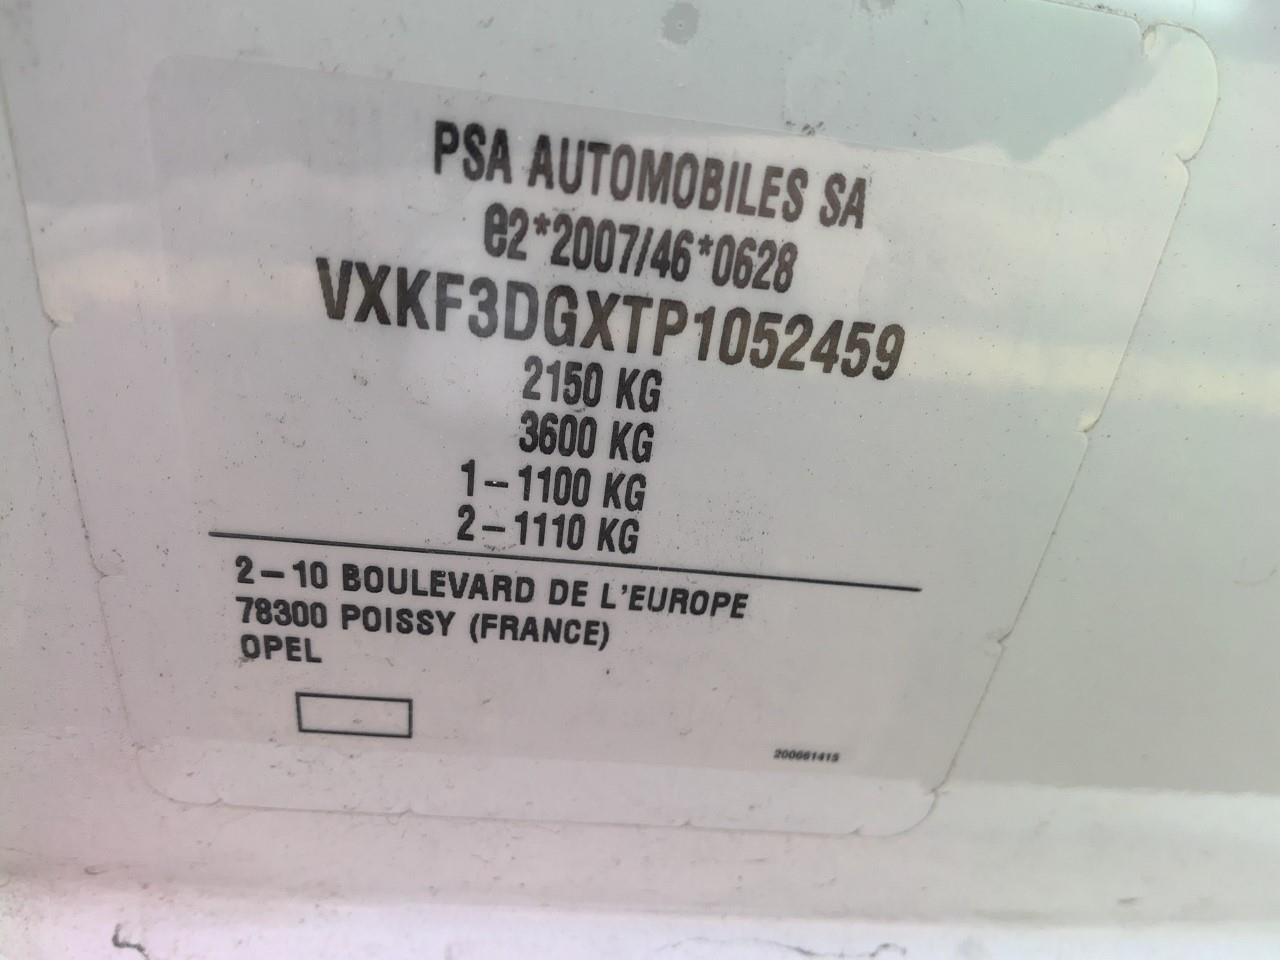 PSA AUTOMOBILES SA
e2*2007/46*0628
VXKF3DGXTP1052459
2150 KG
3600 KG
1-1100 KG
2-1110 KG
2-10 BOULEVARD DE L'EUROPE
78300 POISSY (FRANCE)
OPEL
200661415